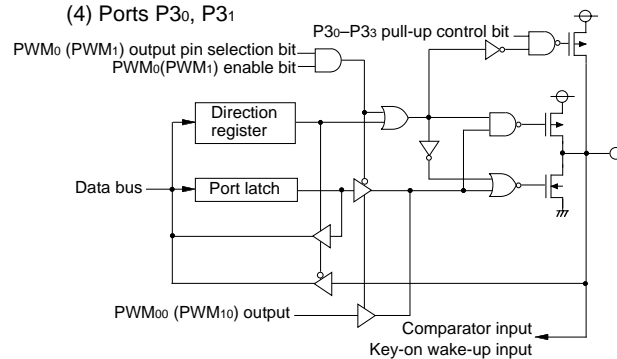 (4) Ports P3₀, P3₁
P3₀–P3₃ pull-up control bit
PWM₀ (PWM₁) output pin selection bit
PWM₀(PWM₁) enable bit
Direction
register
Data bus
Port latch
PWM₀₀ (PWM₁₀) output
Comparator input
Key-on wake-up input